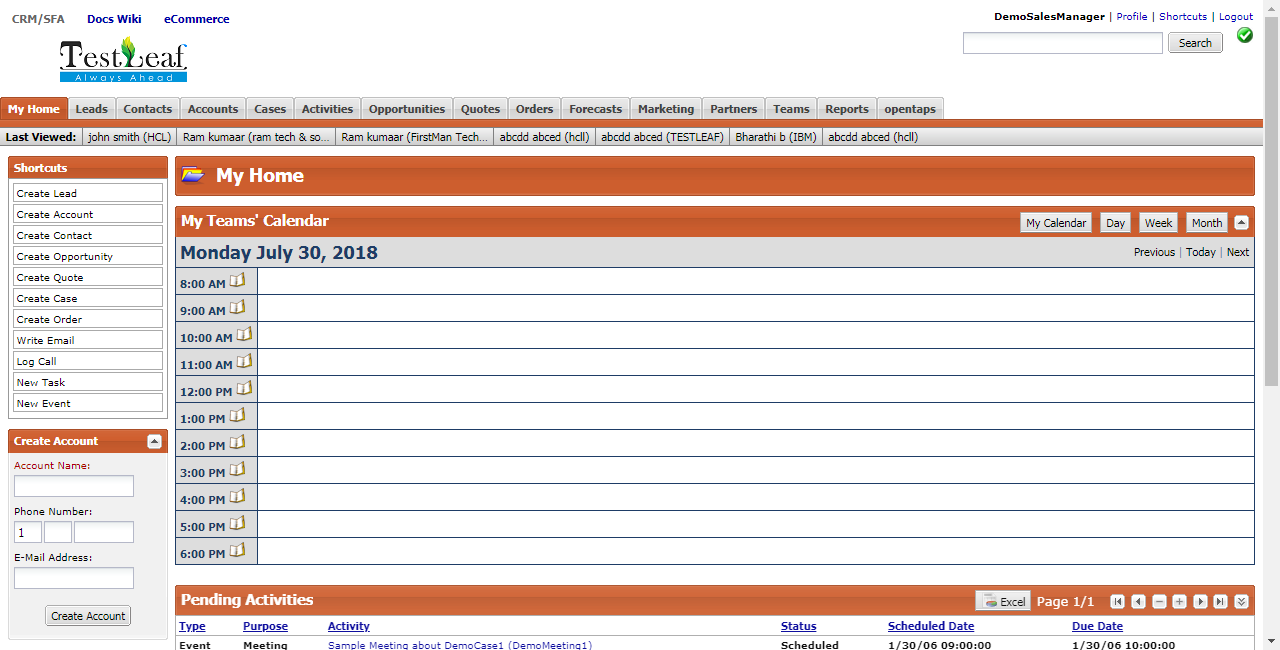 CRM/SFA Docs Wiki eCommerce
DemoSalesManager | Profile | Shortcuts | Logout
TestLeaf
Always Ahead
Search
My Home Leads Contacts Accounts Cases Activities Opportunities Quotes Orders Forecasts Marketing Partners Teams Reports opentaps
Last Viewed: john smith (HCL) Ram kumaar (ram tech & so... Ram kumaar (FirstMan Tech... abcdd abced (hcll) abcdd abced (TESTLEAF) Bharathi b (IBM) abcdd abced (hcll)
Shortcuts
Create Lead
Create Account
Create Contact
Create Opportunity
Create Quote
Create Case
Create Order
Write Email
Log Call
New Task
New Event
Create Account
Account Name:
Phone Number:
1
E-Mail Address:
Create Account
My Home
My Teams' Calendar My Calendar Day Week Month
Monday July 30, 2018 Previous | Today | Next
8:00 AM
9:00 AM
10:00 AM
11:00 AM
12:00 PM
1:00 PM
2:00 PM
3:00 PM
4:00 PM
5:00 PM
6:00 PM
Pending Activities Excel Page 1/1
Type Purpose Activity Status Scheduled Date Due Date
Event Meeting Sample Meeting about DemoCase1 (DemoMeeting1) Scheduled 1/30/06 09:00:00 1/30/06 10:00:00